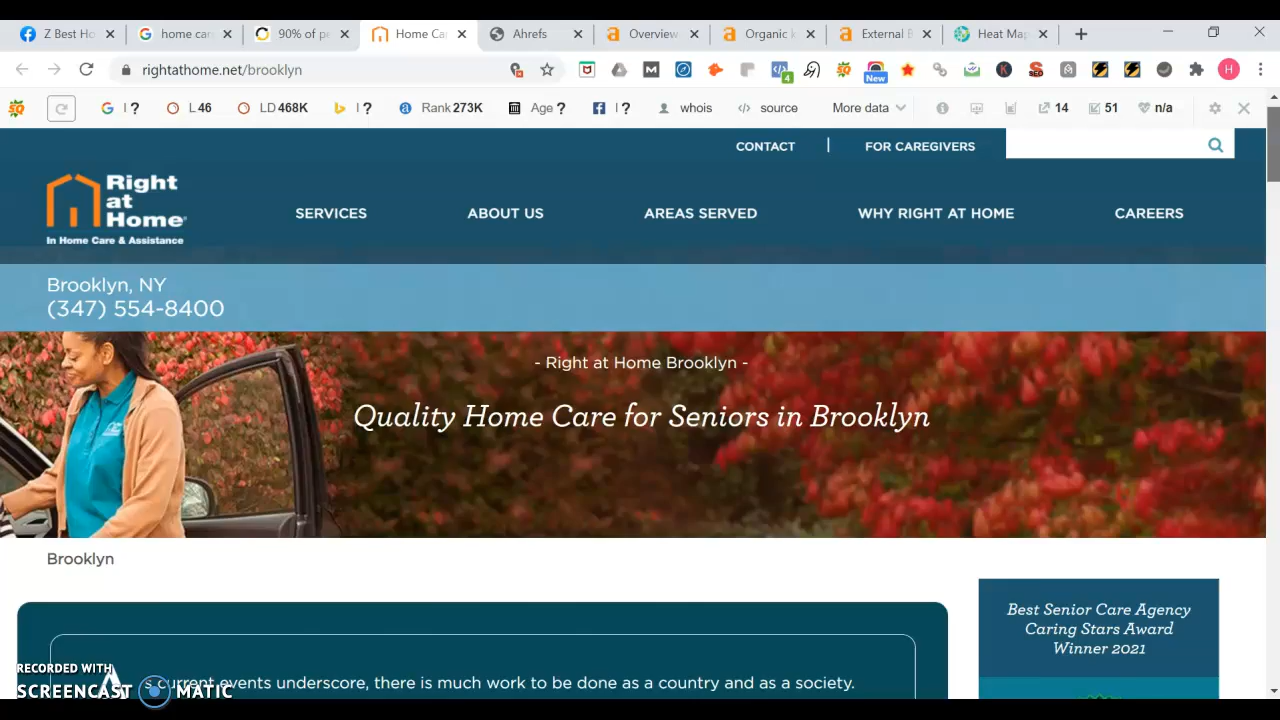 Z Best Ho
home car
90% of pe
Home Ca
Ahrefs
Overview
Organic k
External B
Heat Map
rightathome.net/brooklyn
4
New
SEO
K
M
H
I ?
L 46
LD 468K
I ?
Rank 273K
Age ?
I ?
whois
source
More data
14
51
n/a
CONTACT
FOR CAREGIVERS
Right
at
Home
In Home Care & Assistance
SERVICES
ABOUT US
AREAS SERVED
WHY RIGHT AT HOME
CAREERS
Brooklyn, NY
(347) 554-8400
- Right at Home Brooklyn -
Quality Home Care for Seniors in Brooklyn
Brooklyn
Best Senior Care Agency
Caring Stars Award
Winner 2021
RECORDED WITH
As current events underscore, there is much work to be done as a country and as a society.
SCREENCAST MATIC